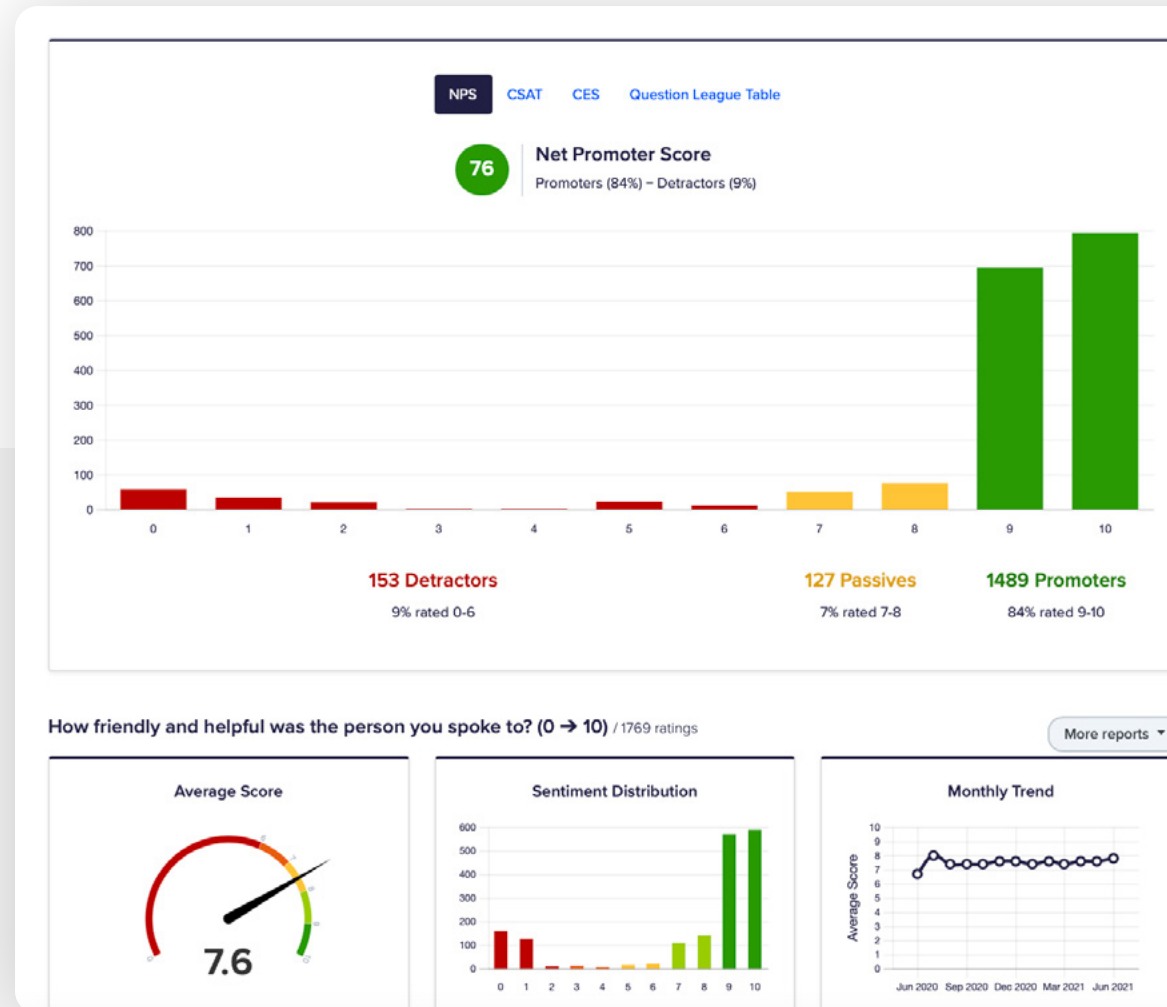 NPS CSAT CES Question League Table
76
Net Promoter Score
Promoters (84%) – Detractors (9%)
800
700
600
500
400
300
200
100
0
0 1 2 3 4 5 6 7 8 9 10
153 Detractors 127 Passives 1489 Promoters
9% rated 0-6 7% rated 7-8 84% rated 9-10
How friendly and helpful was the person you spoke to? (0 → 10) / 1769 ratings
More reports
Average Score
7.6
Sentiment Distribution
600
500
400
300
200
100
0
0 1 2 3 4 5 6 7 8 9 10
Monthly Trend
Average Score
10
9
8
7
6
5
4
3
2
1
0
Jun 2020 Sep 2020 Dec 2020 Mar 2021 Jun 2021